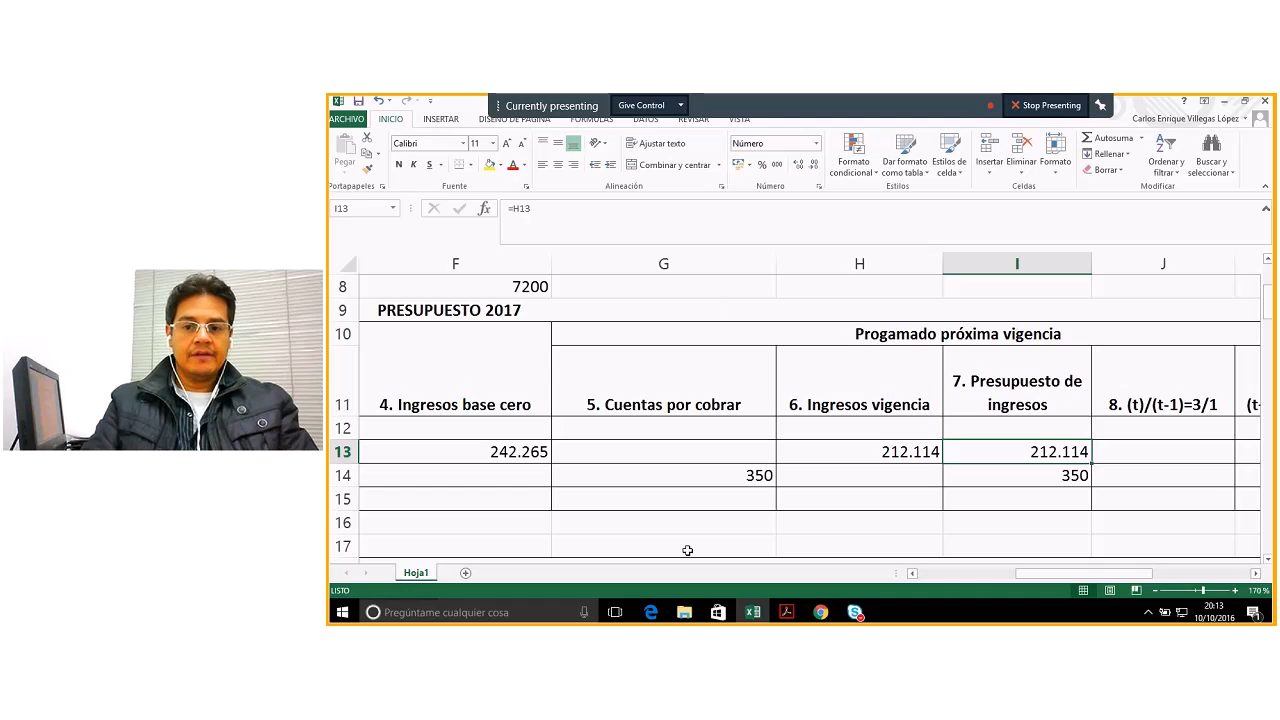 Currently presenting
Give Control
Stop Presenting
ARCHIVO INICIO INSERTAR DISEÑO DE PÁGINA FÓRMULAS DATOS REVISAR VISTA
Carlos Enrique Villegas López
Pegar
Calibri 11
N K S
Ajustar texto
Combinar y centrar
Número
% 000
Formato condicional
Dar formato como tabla
Estilos de celda
Insertar
Eliminar
Formato
Autosuma
Rellenar
Borrar
Ordenar y filtrar
Buscar y seleccionar
Portapapeles Fuente Alineación Número Estilos Celdas Modificar
I13 fx =H13
F G H I J
8 7200
9 PRESUPUESTO 2017
10 Progamado próxima vigencia
11 4. Ingresos base cero 5. Cuentas por cobrar 6. Ingresos vigencia 7. Presupuesto de ingresos 8. (t)/(t-1)=3/1 (t-
12
13 242.265 212.114 212.114
14 350 350
15
16
17
Hoja1
LISTO 170 %
Pregúntame cualquier cosa
20:13
10/10/2016